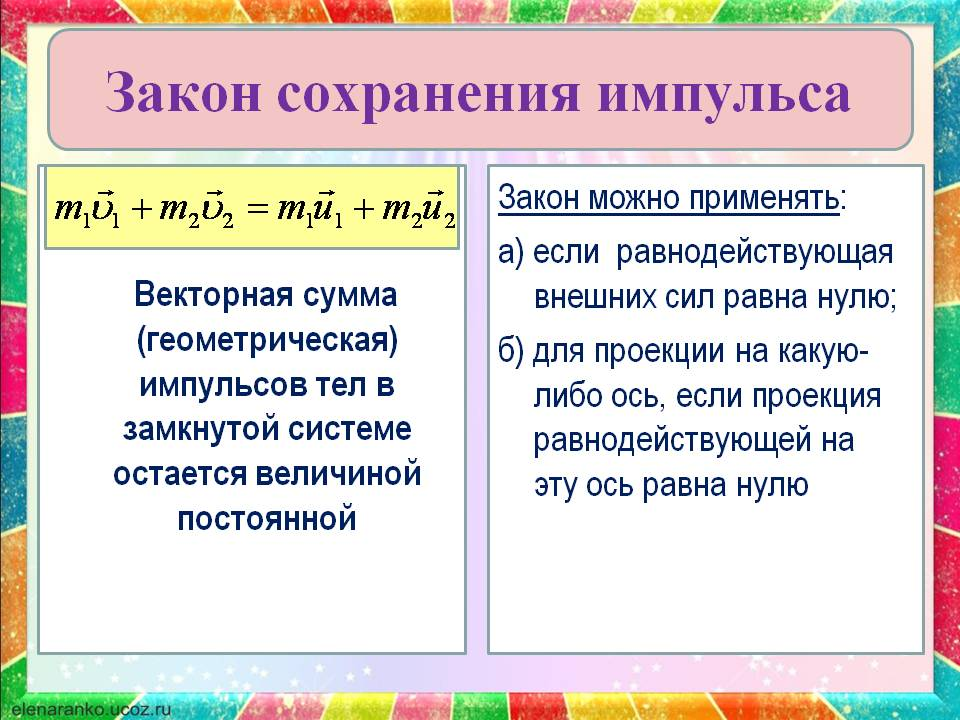 Закон сохранения импульса
m₁υ⃗₁ + m₂υ⃗₂ = m₁u⃗₁ + m₂u⃗₂
Векторная сумма
(геометрическая)
импульсов тел в
замкнутой системе
остается величиной
постоянной
Закон можно применять:
а) если равнодействующая
внешних сил равна нулю;
б) для проекции на какую-
либо ось, если проекция
равнодействующей на
эту ось равна нулю
elenaranko.ucoz.ru